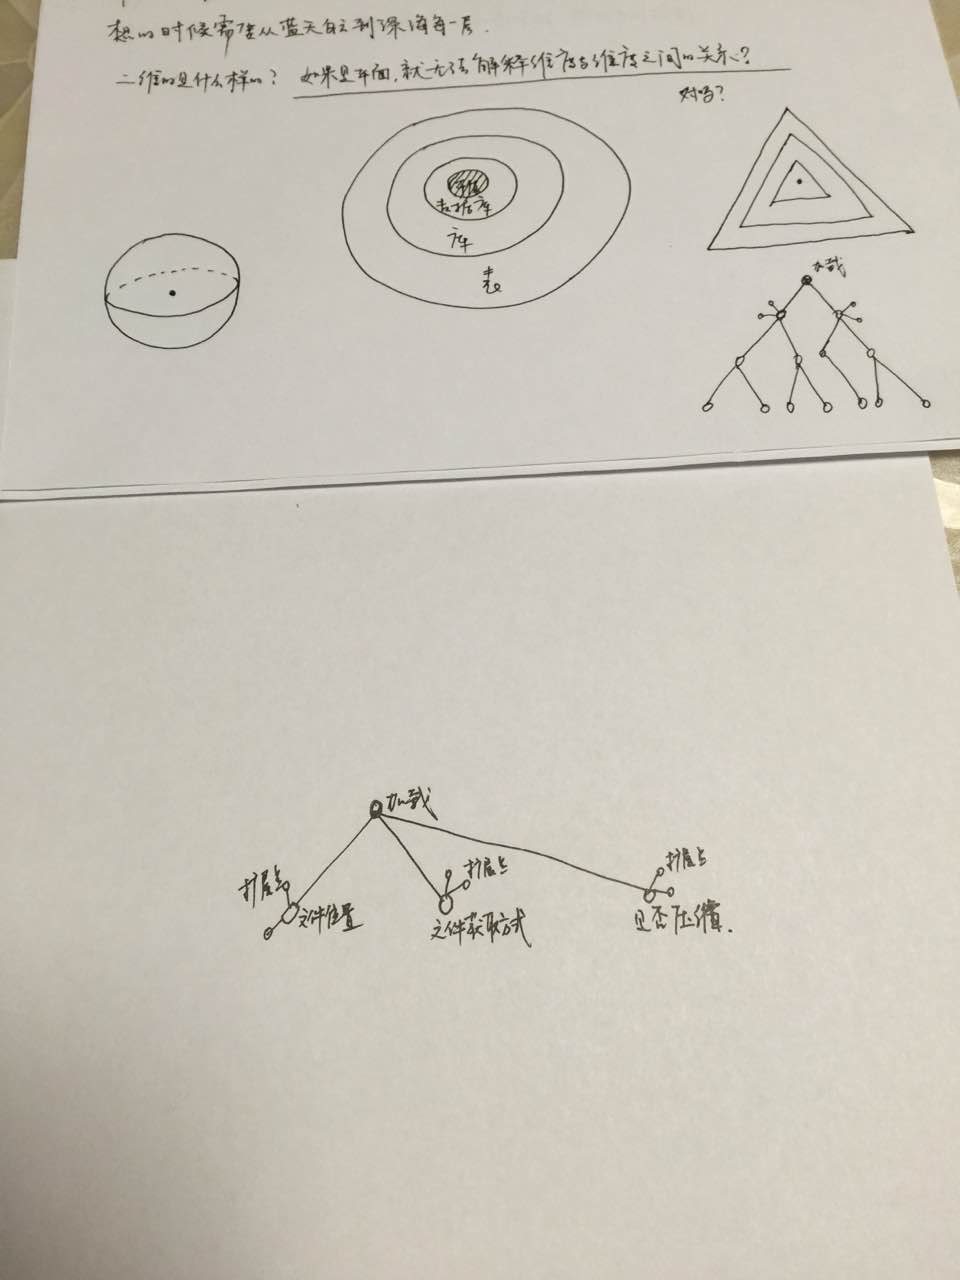 想的时候需要从蓝天白云到深海每一层.
二维的是什么样的? 如果是平面,就无法解释维度与维度之间的关系?
对吗?
存储
数据库
库
表
加载
加载
扩展点
文件位置
扩展点
文件获取方式
扩展点
是否压缩.